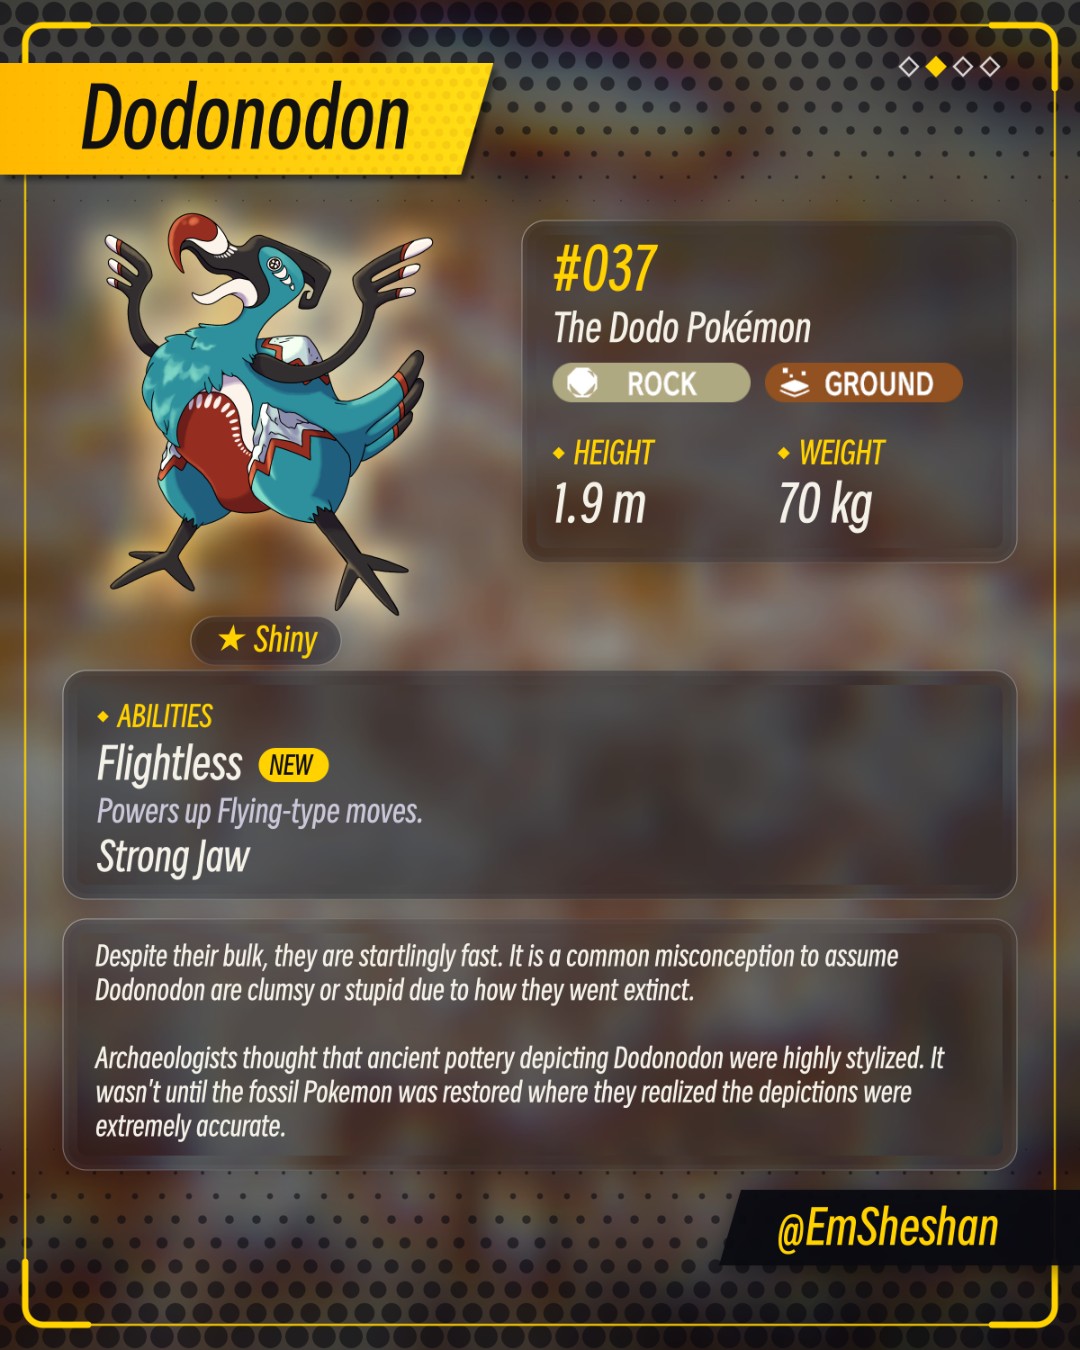 Dodonodon
#037
The Dodo Pokémon
ROCK GROUND
HEIGHT WEIGHT
1.9 m 70 kg
Shiny
ABILITIES
Flightless NEW
Powers up Flying-type moves.
Strong Jaw
Despite their bulk, they are startlingly fast. It is a common misconception to assume
Dodonodon are clumsy or stupid due to how they went extinct.
Archaeologists thought that ancient pottery depicting Dodonodon were highly stylized. It
wasn't until the fossil Pokemon was restored where they realized the depictions were
extremely accurate.
@EmSheshan